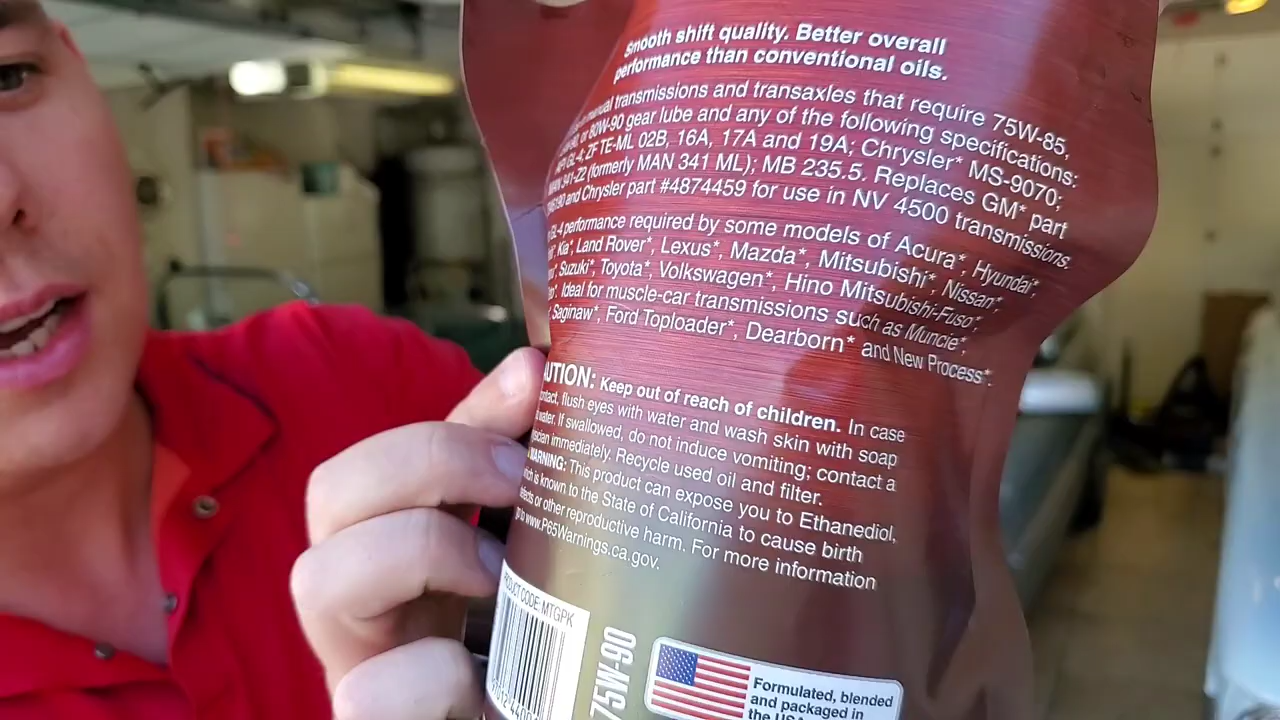 Smooth shift quality. Better overall
performance than conventional oils.
manual transmissions and transaxles that require 75W-85,
or 80W-90 gear lube and any of the following specifications:
GL-4; ZF TE-ML 02B, 16A, 17A and 19A; Chrysler* MS-9070;
MAN 341-Z2 (formerly MAN 341 ML); MB 235.5. Replaces GM* part
and Chrysler part #4874459 for use in NV 4500 transmissions.
GL-4 performance required by some models of Acura*, Hyundai*,
Kia*, Land Rover*, Lexus*, Mazda*, Mitsubishi*, Nissan*,
Suzuki*, Toyota*, Volkswagen*, Hino Mitsubishi-Fuso*,
Ideal for muscle-car transmissions such as Muncie*,
Saginaw*, Ford Toploader*, Dearborn* and New Process*.
UTION: Keep out of reach of children. In case
flush eyes with water and wash skin with soap
water. If swallowed, do not induce vomiting; contact a
immediately. Recycle used oil and filter.
WARNING: This product can expose you to Ethanediol,
is known to the State of California to cause birth
or other reproductive harm. For more information
www.P65Warnings.ca.gov.
PRODUCT CODE: MTGPK
75W-90
Formulated, blended
and packaged in
the USA